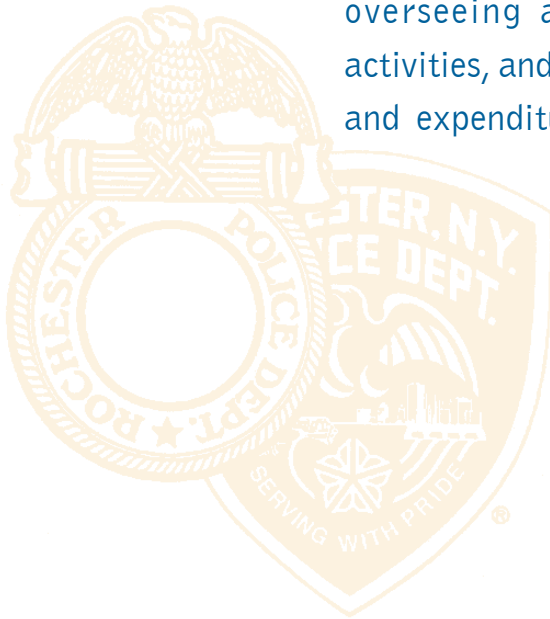 overseeing a
activities, and
and expenditu
ROCHESTER POLICE DEPT.
STER, N.Y.
CE DEPT.
SERVING WITH PRIDE
®